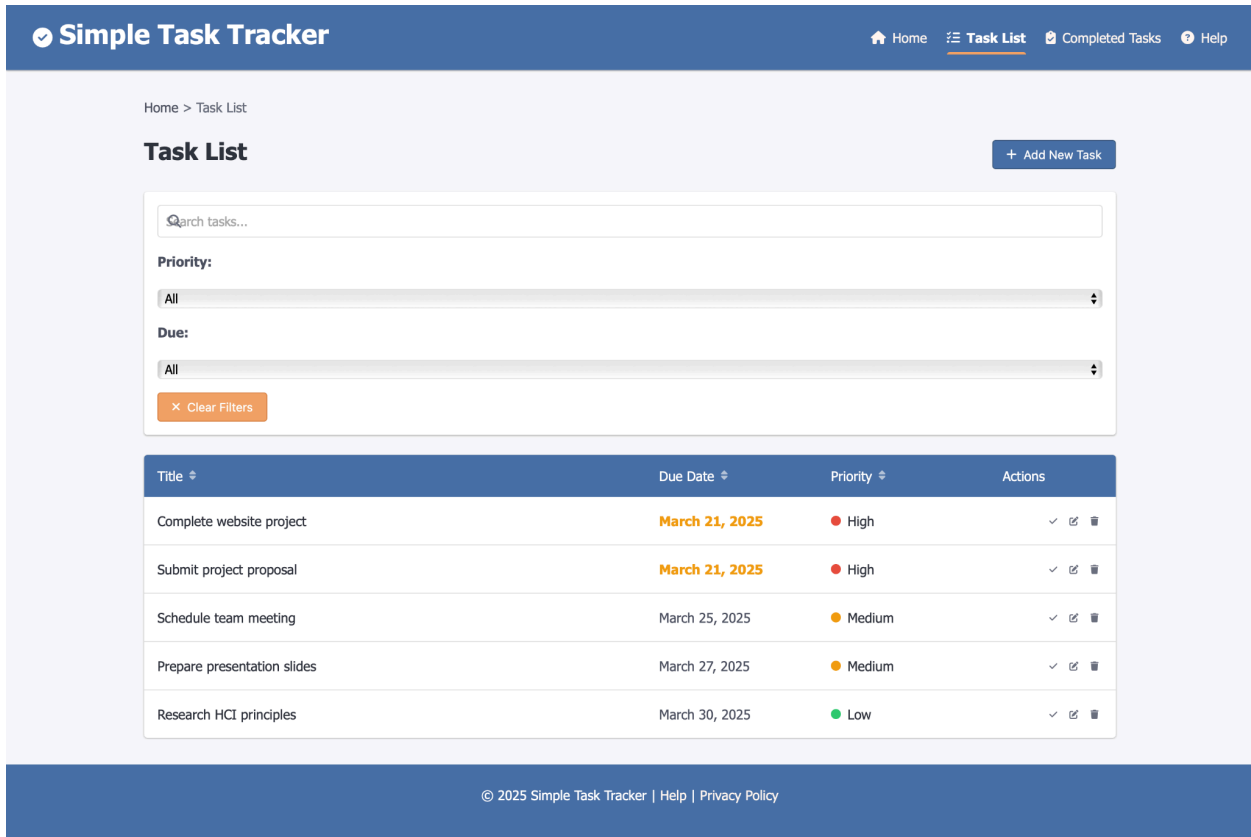 Simple Task Tracker
Home Task List Completed Tasks Help
Home > Task List
Task List
+ Add New Task
Search tasks...
Priority:
All
Due:
All
× Clear Filters
Title Due Date Priority Actions
Complete website project March 21, 2025 High
Submit project proposal March 21, 2025 High
Schedule team meeting March 25, 2025 Medium
Prepare presentation slides March 27, 2025 Medium
Research HCI principles March 30, 2025 Low
© 2025 Simple Task Tracker | Help | Privacy Policy